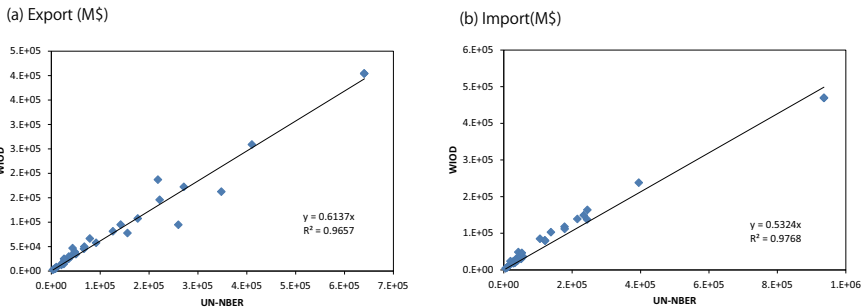 (a) Export (M$)
5.E+05
4.E+05
4.E+05
3.E+05
3.E+05
2.E+05
2.E+05
1.E+05
5.E+04
0.E+00
WIOD
y = 0.6137x
R² = 0.9657
0.E+00 1.E+05 2.E+05 3.E+05 4.E+05 5.E+05 6.E+05 7.E+05
UN-NBER
(b) Import(M$)
6.E+05
5.E+05
4.E+05
3.E+05
2.E+05
1.E+05
0.E+00
WIOD
y = 0.5324x
R² = 0.9768
0.E+00 2.E+05 4.E+05 6.E+05 8.E+05 1.E+06
UN-NBER